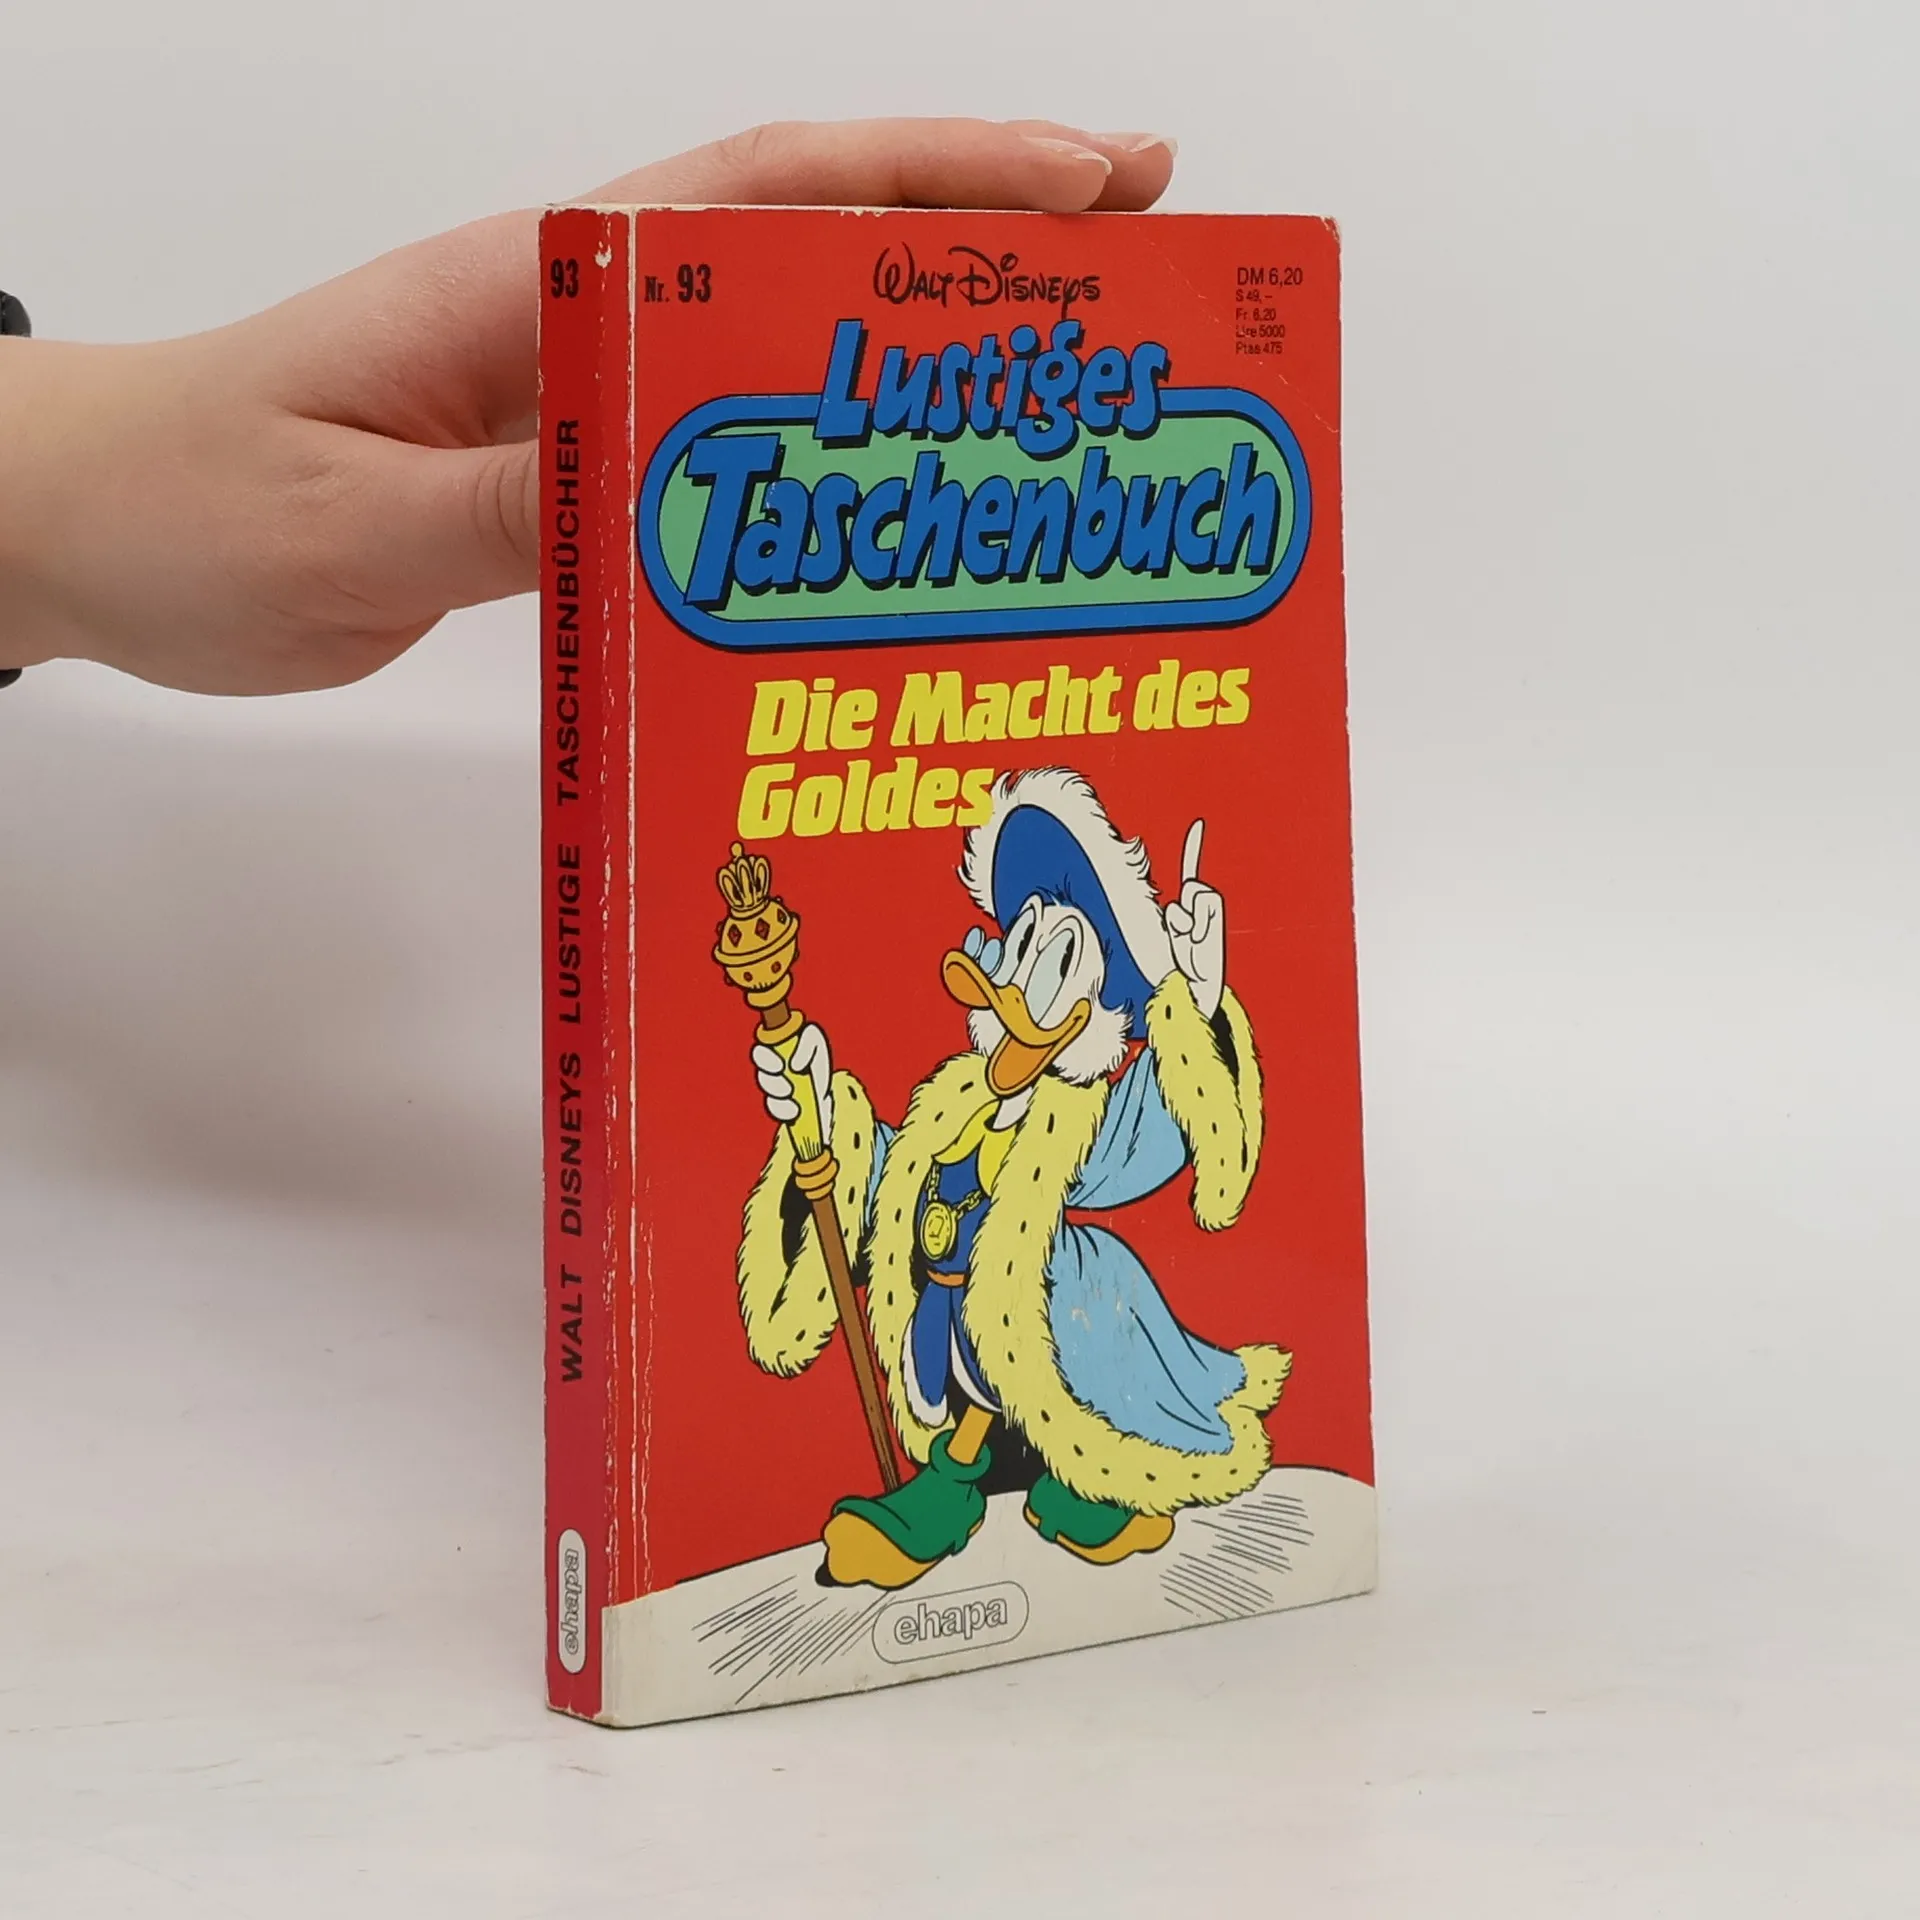 93
WALT DISNEYS LUSTIGE TASCHENBÜCHER
ehapa
Nr. 93
WALT DISNEYS
DM 6,20
S 49,–
Fr. 6,20
Lire 5000
Ptas 475
Lustiges
Taschenbuch
Die Macht des
Goldes
ehapa